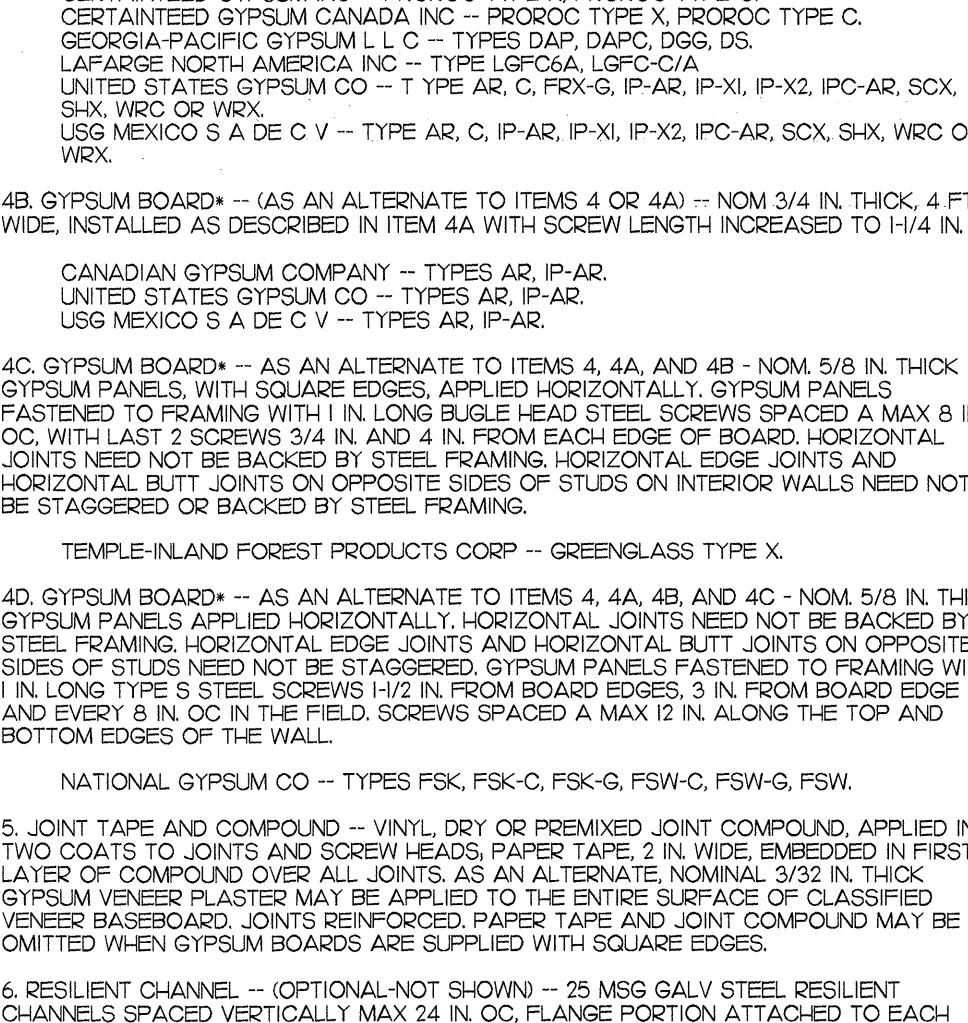 CERTAINTEED GYPSUM CANADA INC -- PROROC TYPE X, PROROC TYPE C.
GEORGIA-PACIFIC GYPSUM L L C -- TYPES DAP, DAPC, DGG, DS.
LAFARGE NORTH AMERICA INC -- TYPE LGFC6A, LGFC-C/A
UNITED STATES GYPSUM CO -- T YPE AR, C, FRX-G, IP-AR, IP-X1, IP-X2, IPC-AR, SCX,
SHX, WRC OR WRX.
USG MEXICO S A DE C V -- TYPE AR, C, IP-AR, IP-X1, IP-X2, IPC-AR, SCX, SHX, WRC O
WRX.
4B. GYPSUM BOARD* -- (AS AN ALTERNATE TO ITEMS 4 OR 4A) -- NOM 3/4 IN. THICK, 4 FT
WIDE, INSTALLED AS DESCRIBED IN ITEM 4A WITH SCREW LENGTH INCREASED TO 1-1/4 IN.
CANADIAN GYPSUM COMPANY -- TYPES AR, IP-AR.
UNITED STATES GYPSUM CO -- TYPES AR, IP-AR.
USG MEXICO S A DE C V -- TYPES AR, IP-AR.
4C. GYPSUM BOARD* -- AS AN ALTERNATE TO ITEMS 4, 4A, AND 4B - NOM. 5/8 IN. THICK
GYPSUM PANELS, WITH SQUARE EDGES, APPLIED HORIZONTALLY. GYPSUM PANELS
FASTENED TO FRAMING WITH 1 IN. LONG BUGLE HEAD STEEL SCREWS SPACED A MAX 8 I
OC, WITH LAST 2 SCREWS 3/4 IN. AND 4 IN. FROM EACH EDGE OF BOARD. HORIZONTAL
JOINTS NEED NOT BE BACKED BY STEEL FRAMING. HORIZONTAL EDGE JOINTS AND
HORIZONTAL BUTT JOINTS ON OPPOSITE SIDES OF STUDS ON INTERIOR WALLS NEED NOT
BE STAGGERED OR BACKED BY STEEL FRAMING.
TEMPLE-INLAND FOREST PRODUCTS CORP -- GREENGLASS TYPE X.
4D. GYPSUM BOARD* -- AS AN ALTERNATE TO ITEMS 4, 4A, 4B, AND 4C - NOM. 5/8 IN. THI
GYPSUM PANELS APPLIED HORIZONTALLY. HORIZONTAL JOINTS NEED NOT BE BACKED BY
STEEL FRAMING. HORIZONTAL EDGE JOINTS AND HORIZONTAL BUTT JOINTS ON OPPOSITE
SIDES OF STUDS NEED NOT BE STAGGERED. GYPSUM PANELS FASTENED TO FRAMING WI
1 IN. LONG TYPE S STEEL SCREWS 1-1/2 IN. FROM BOARD EDGES, 3 IN. FROM BOARD EDGE
AND EVERY 8 IN. OC IN THE FIELD. SCREWS SPACED A MAX 12 IN. ALONG THE TOP AND
BOTTOM EDGES OF THE WALL.
NATIONAL GYPSUM CO -- TYPES FSK, FSK-C, FSK-G, FSW-C, FSW-G, FSW.
5. JOINT TAPE AND COMPOUND -- VINYL, DRY OR PREMIXED JOINT COMPOUND, APPLIED IN
TWO COATS TO JOINTS AND SCREW HEADS; PAPER TAPE, 2 IN. WIDE, EMBEDDED IN FIRST
LAYER OF COMPOUND OVER ALL JOINTS. AS AN ALTERNATE, NOMINAL 3/32 IN. THICK
GYPSUM VENEER PLASTER MAY BE APPLIED TO THE ENTIRE SURFACE OF CLASSIFIED
VENEER BASEBOARD. JOINTS REINFORCED. PAPER TAPE AND JOINT COMPOUND MAY BE
OMITTED WHEN GYPSUM BOARDS ARE SUPPLIED WITH SQUARE EDGES.
6. RESILIENT CHANNEL -- (OPTIONAL-NOT SHOWN) -- 25 MSG GALV STEEL RESILIENT
CHANNELS SPACED VERTICALLY MAX 24 IN. OC, FLANGE PORTION ATTACHED TO EACH